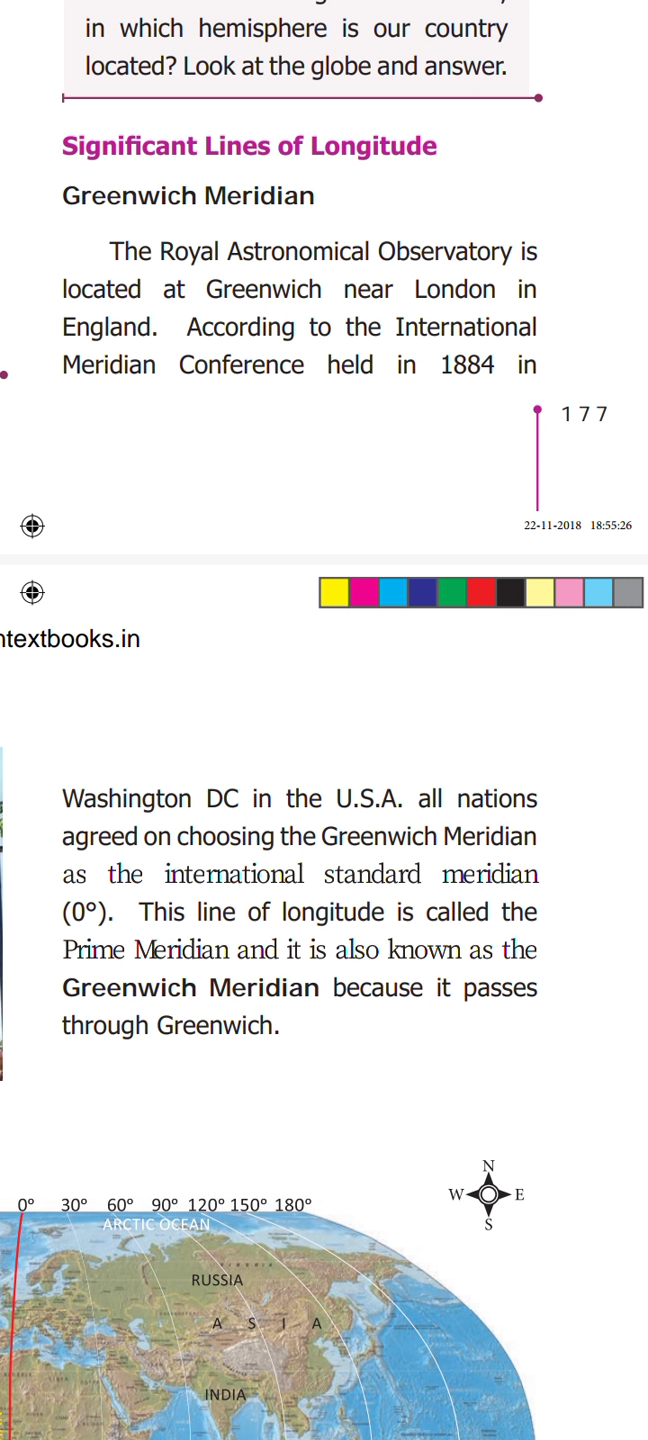 in which hemisphere is our country
located? Look at the globe and answer.
Significant Lines of Longitude
Greenwich Meridian
The Royal Astronomical Observatory is
located at Greenwich near London in
England. According to the International
Meridian Conference held in 1884 in
177
22-11-2018 18:55:26
textbooks.in
Washington DC in the U.S.A. all nations
agreed on choosing the Greenwich Meridian
as the international standard meridian
(0°). This line of longitude is called the
Prime Meridian and it is also known as the
Greenwich Meridian because it passes
through Greenwich.
N
W E
S
0° 30° 60° 90° 120° 150° 180°
ARCTIC OCEAN
RUSSIA
A S I A
INDIA